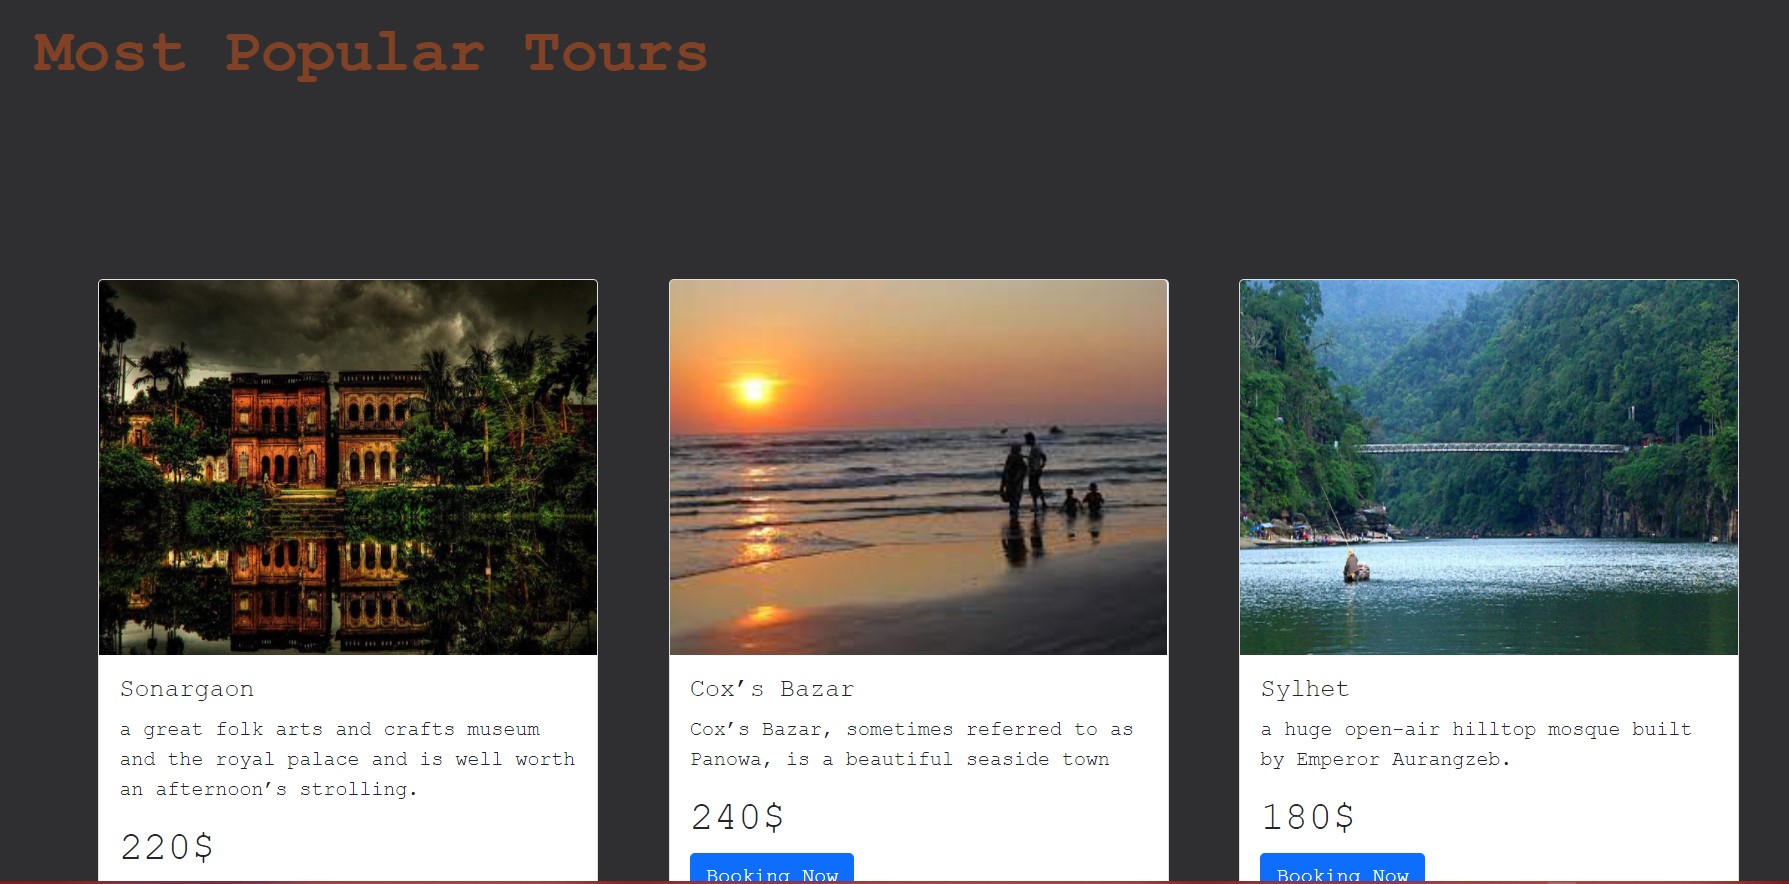 Most Popular Tours
Sonargaon
a great folk arts and crafts museum
and the royal palace and is well worth
an afternoon’s strolling.
220$
Cox’s Bazar
Cox’s Bazar, sometimes referred to as
Panowa, is a beautiful seaside town
240$
Booking Now
Sylhet
a huge open-air hilltop mosque built
by Emperor Aurangzeb.
180$
Booking Now